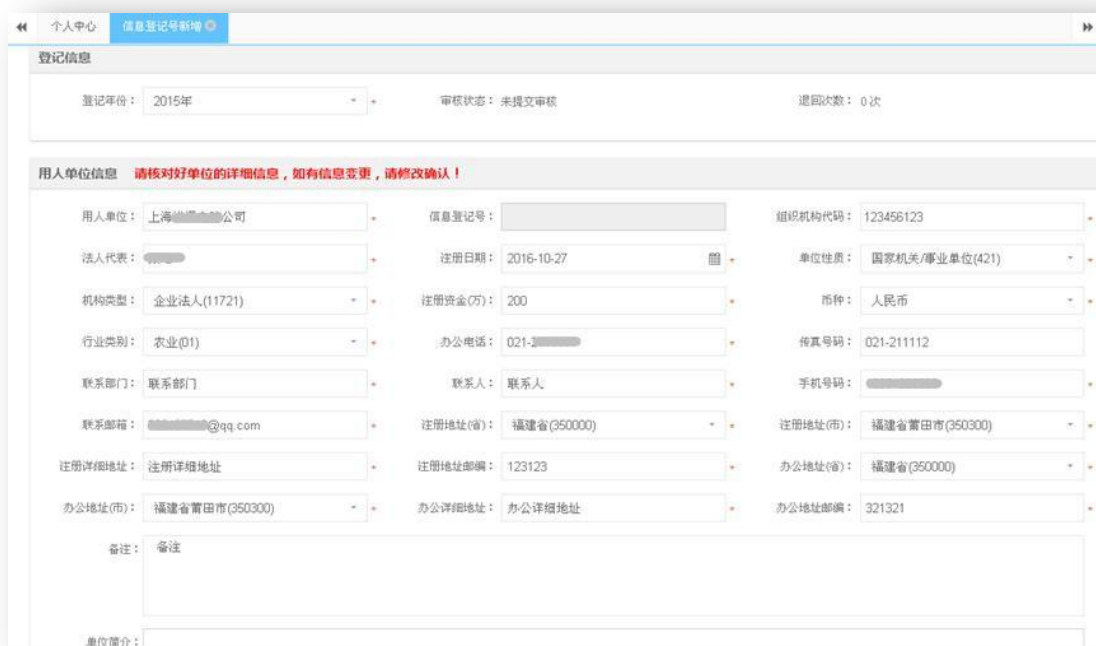 个人中心 信息登记号新增
登记信息
登记年份： 2015年 * 审核状态： 未提交审核 退回次数： 0 次
用人单位信息 请核对好单位的详细信息，如有信息变更，请修改确认！
用人单位： 上海 公司 * 信息登记号： 组织机构代码： 123456123 *
法人代表： * 注册日期： 2016-10-27 * 单位性质： 国家机关/事业单位(421) *
机构类型： 企业法人(11721) * 注册资金(万)： 200 * 币种： 人民币 *
行业类别： 农业(01) * 办公电话： 021- * 传真号码： 021-211112
联系部门： 联系部门 * 联系人： 联系人 * 手机号码： *
联系邮箱： @qq.com * 注册地址(省)： 福建省(350000) * 注册地址(市)： 福建省莆田市(350300) *
注册详细地址： 注册详细地址 * 注册地址邮编： 123123 * 办公地址(省)： 福建省(350000) *
办公地址(市)： 福建省莆田市(350300) * 办公详细地址： 办公详细地址 * 办公地址邮编： 321321 *
备注： 备注
单位简介：